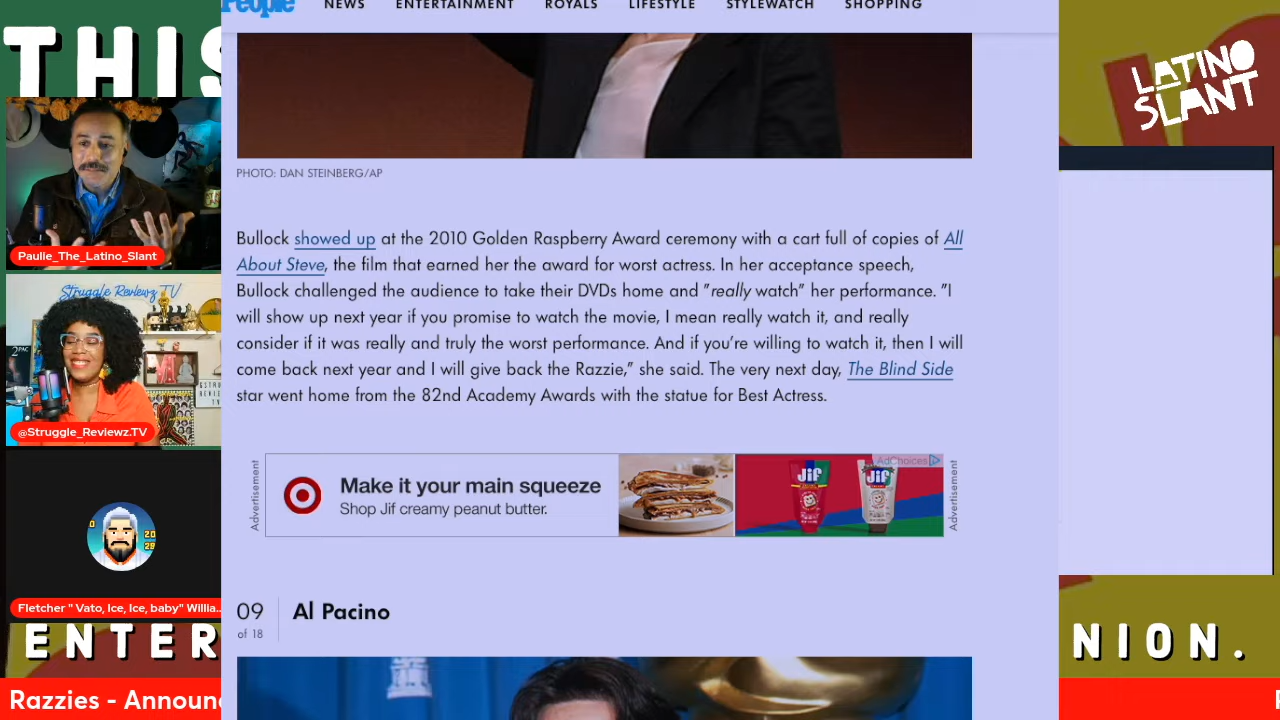 People NEWS ENTERTAINMENT ROYALS LIFESTYLE STYLEWATCH SHOPPING
THIS
LATINO
SLANT
PHOTO: DAN STEINBERG/AP
Bullock showed up at the 2010 Golden Raspberry Award ceremony with a cart full of copies of All
About Steve, the film that earned her the award for worst actress. In her acceptance speech,
Bullock challenged the audience to take their DVDs home and "really watch" her performance. "I
will show up next year if you promise to watch the movie, I mean really watch it, and really
consider if it was really and truly the worst performance. And if you're willing to watch it, then I will
come back next year and I will give back the Razzie," she said. The very next day, The Blind Side
star went home from the 82nd Academy Awards with the statue for Best Actress.
Paulie_The_Latino_Slant
Struggle Reviewz TV
2PAC
@Struggle_Reviewz.TV
Advertisement
Make it your main squeeze
Shop Jif creamy peanut butter.
Jif
Jif
AdChoices
Advertisement
20
28
Fletcher " Vato, Ice, Ice, baby" Willia...
09
of 18
Al Pacino
ENTER
NION.
Razzies - Announ